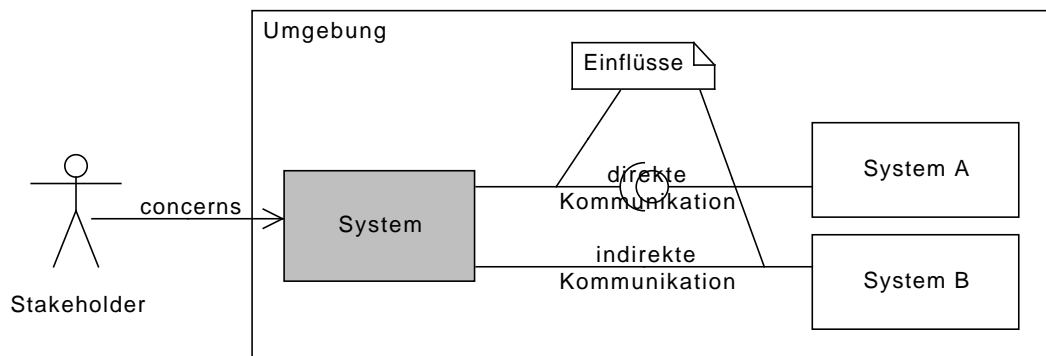 Umgebung
Einflüsse
direkte
Kommunikation
System A
concerns
System
indirekte
Kommunikation
System B
Stakeholder